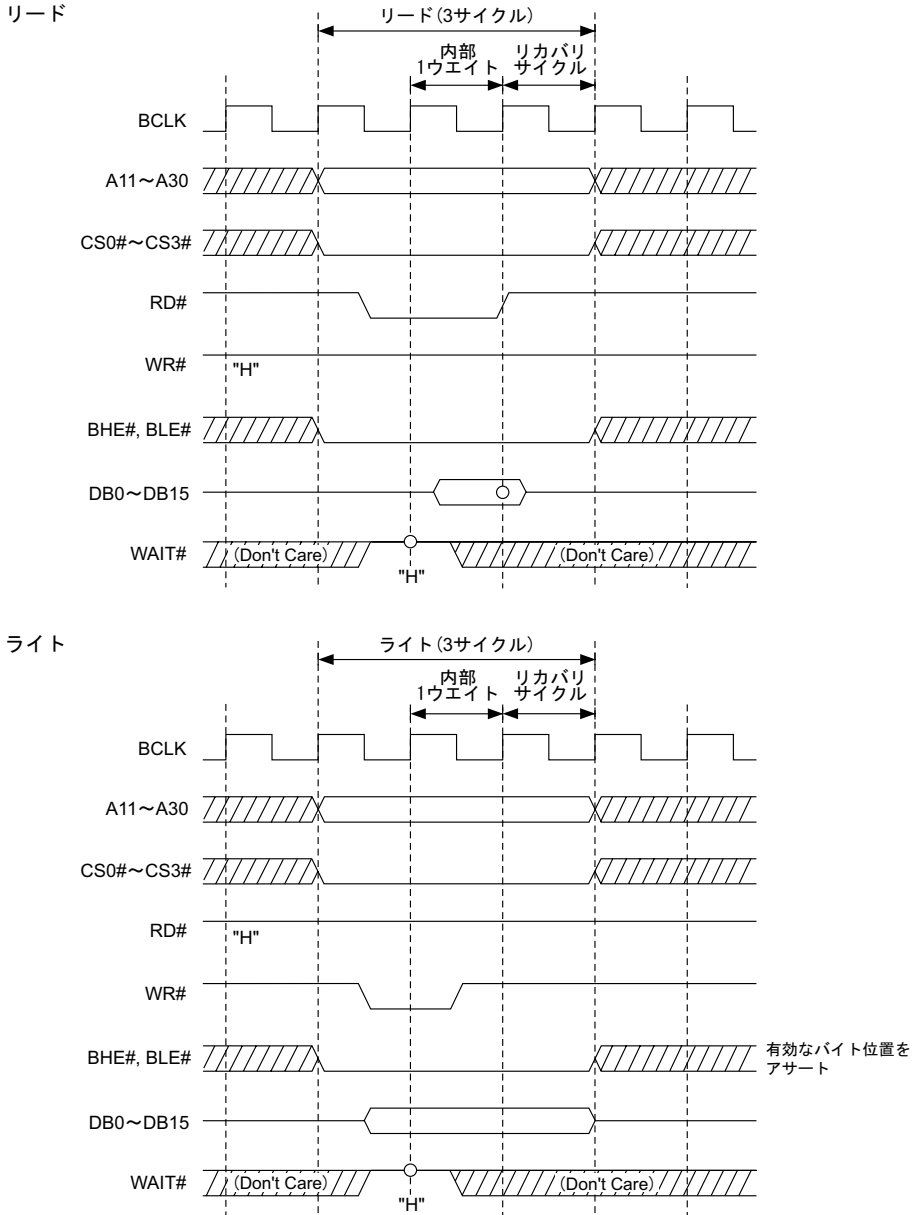 リード
リード(3サイクル)
内部
1ウエイト
リカバリ
サイクル
BCLK
A11～A30
CS0#～CS3#
RD#
WR#
"H"
BHE#, BLE#
DB0～DB15
WAIT#
(Don't Care)
"H"
(Don't Care)
ライト
ライト(3サイクル)
内部
1ウエイト
リカバリ
サイクル
BCLK
A11～A30
CS0#～CS3#
RD#
"H"
WR#
BHE#, BLE#
有効なバイト位置を
アサート
DB0～DB15
WAIT#
(Don't Care)
"H"
(Don't Care)